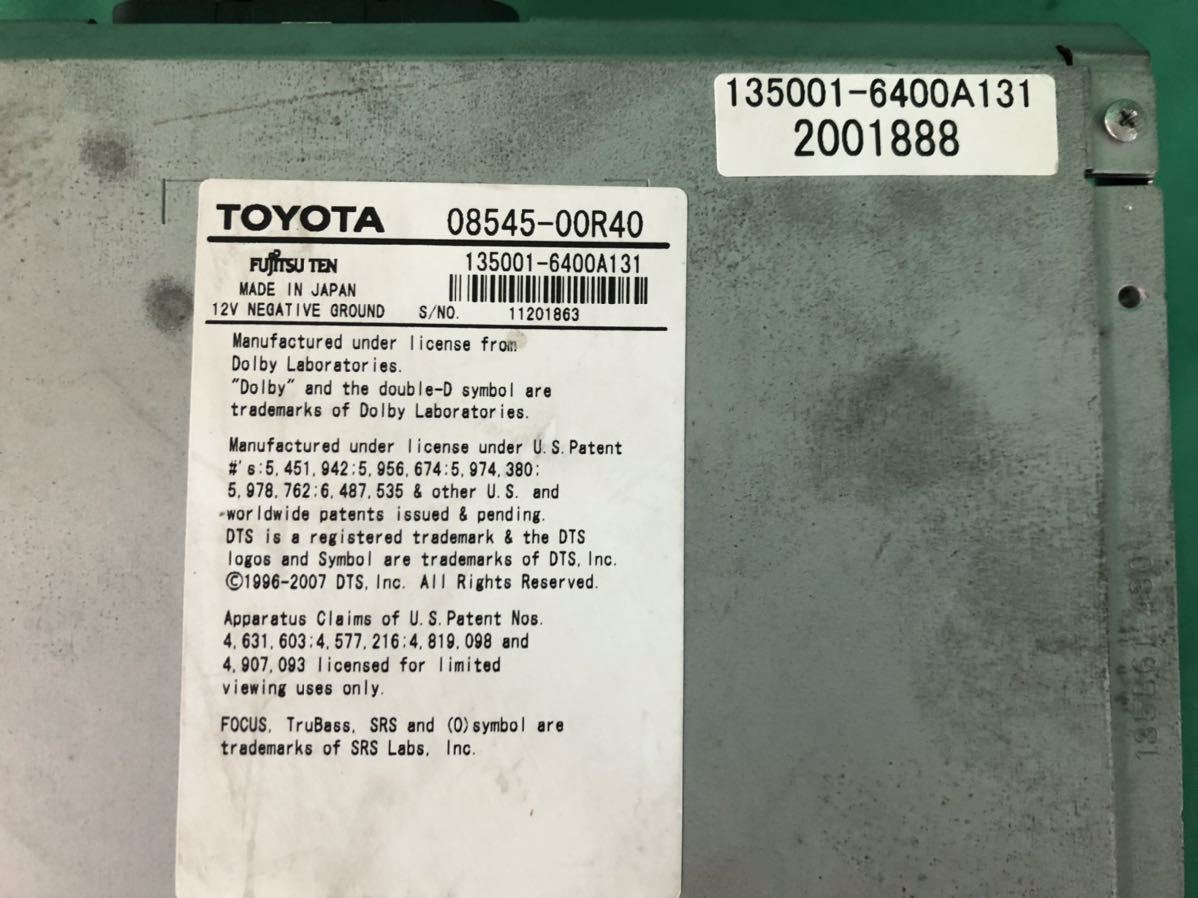 135001-6400A131
2001888
TOYOTA 08545-00R40
FUJITSU TEN 135001-6400A131
MADE IN JAPAN
12V NEGATIVE GROUND S/NO. 11201863
Manufactured under license from
Dolby Laboratories.
"Dolby" and the double-D symbol are
trademarks of Dolby Laboratories.
Manufactured under license under U.S.Patent
#'s:5,451,942;5,956,674;5,974,380;
5,978,762;6,487,535 & other U.S. and
worldwide patents issued & pending.
DTS is a registered trademark & the DTS
logos and Symbol are trademarks of DTS,Inc.
©1996-2007 DTS,Inc. All Rights Reserved.
Apparatus Claims of U.S.Patent Nos.
4,631,603;4,577,216;4,819,098 and
4,907,093 licensed for limited
viewing uses only.
FOCUS, TruBass, SRS and (O)symbol are
trademarks of SRS Labs, Inc.